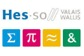 Hes·so VALAIS
WALLIS
Σ π ≈ &